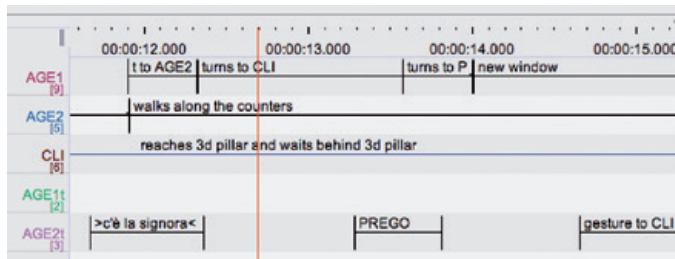 00:00:12.000 00:00:13.000 00:00:14.000 00:00:15.000
AGE1 t to AGE2 turns to CLI turns to P new window
[9]
AGE2 walks along the counters
[5]
CLI reaches 3d pillar and waits behind 3d pillar
[6]
AGE1t
[2]
AGE2t >c'è la signora< PREGO gesture to CLI
[3]